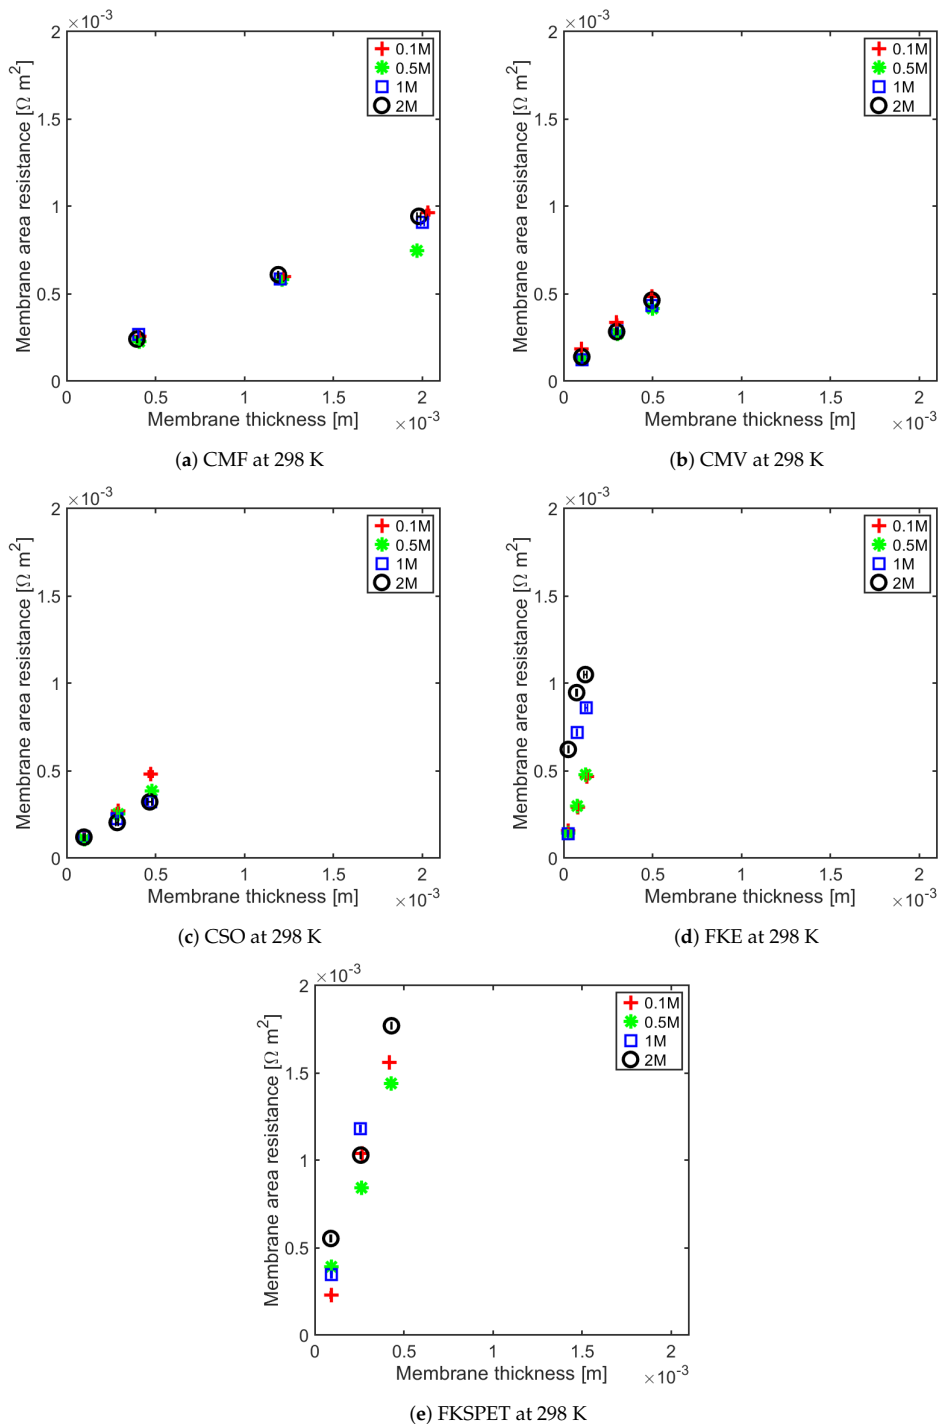 ×10⁻³
2
1.5
1
0.5
0
Membrane area resistance [Ω m²]
0.1M
0.5M
1M
2M
0 0.5 1 1.5 2
Membrane thickness [m]
×10⁻³
(a) CMF at 298 K
×10⁻³
2
1.5
1
0.5
0
Membrane area resistance [Ω m²]
0.1M
0.5M
1M
2M
0 0.5 1 1.5 2
Membrane thickness [m]
×10⁻³
(b) CMV at 298 K
×10⁻³
2
1.5
1
0.5
0
Membrane area resistance [Ω m²]
0.1M
0.5M
1M
2M
0 0.5 1 1.5 2
Membrane thickness [m]
×10⁻³
(c) CSO at 298 K
×10⁻³
2
1.5
1
0.5
0
Membrane area resistance [Ω m²]
0.1M
0.5M
1M
2M
0 0.5 1 1.5 2
Membrane thickness [m]
×10⁻³
(d) FKE at 298 K
×10⁻³
2
1.5
1
0.5
0
Membrane area resistance [Ω m²]
0.1M
0.5M
1M
2M
0 0.5 1 1.5 2
Membrane thickness [m]
×10⁻³
(e) FKSPET at 298 K